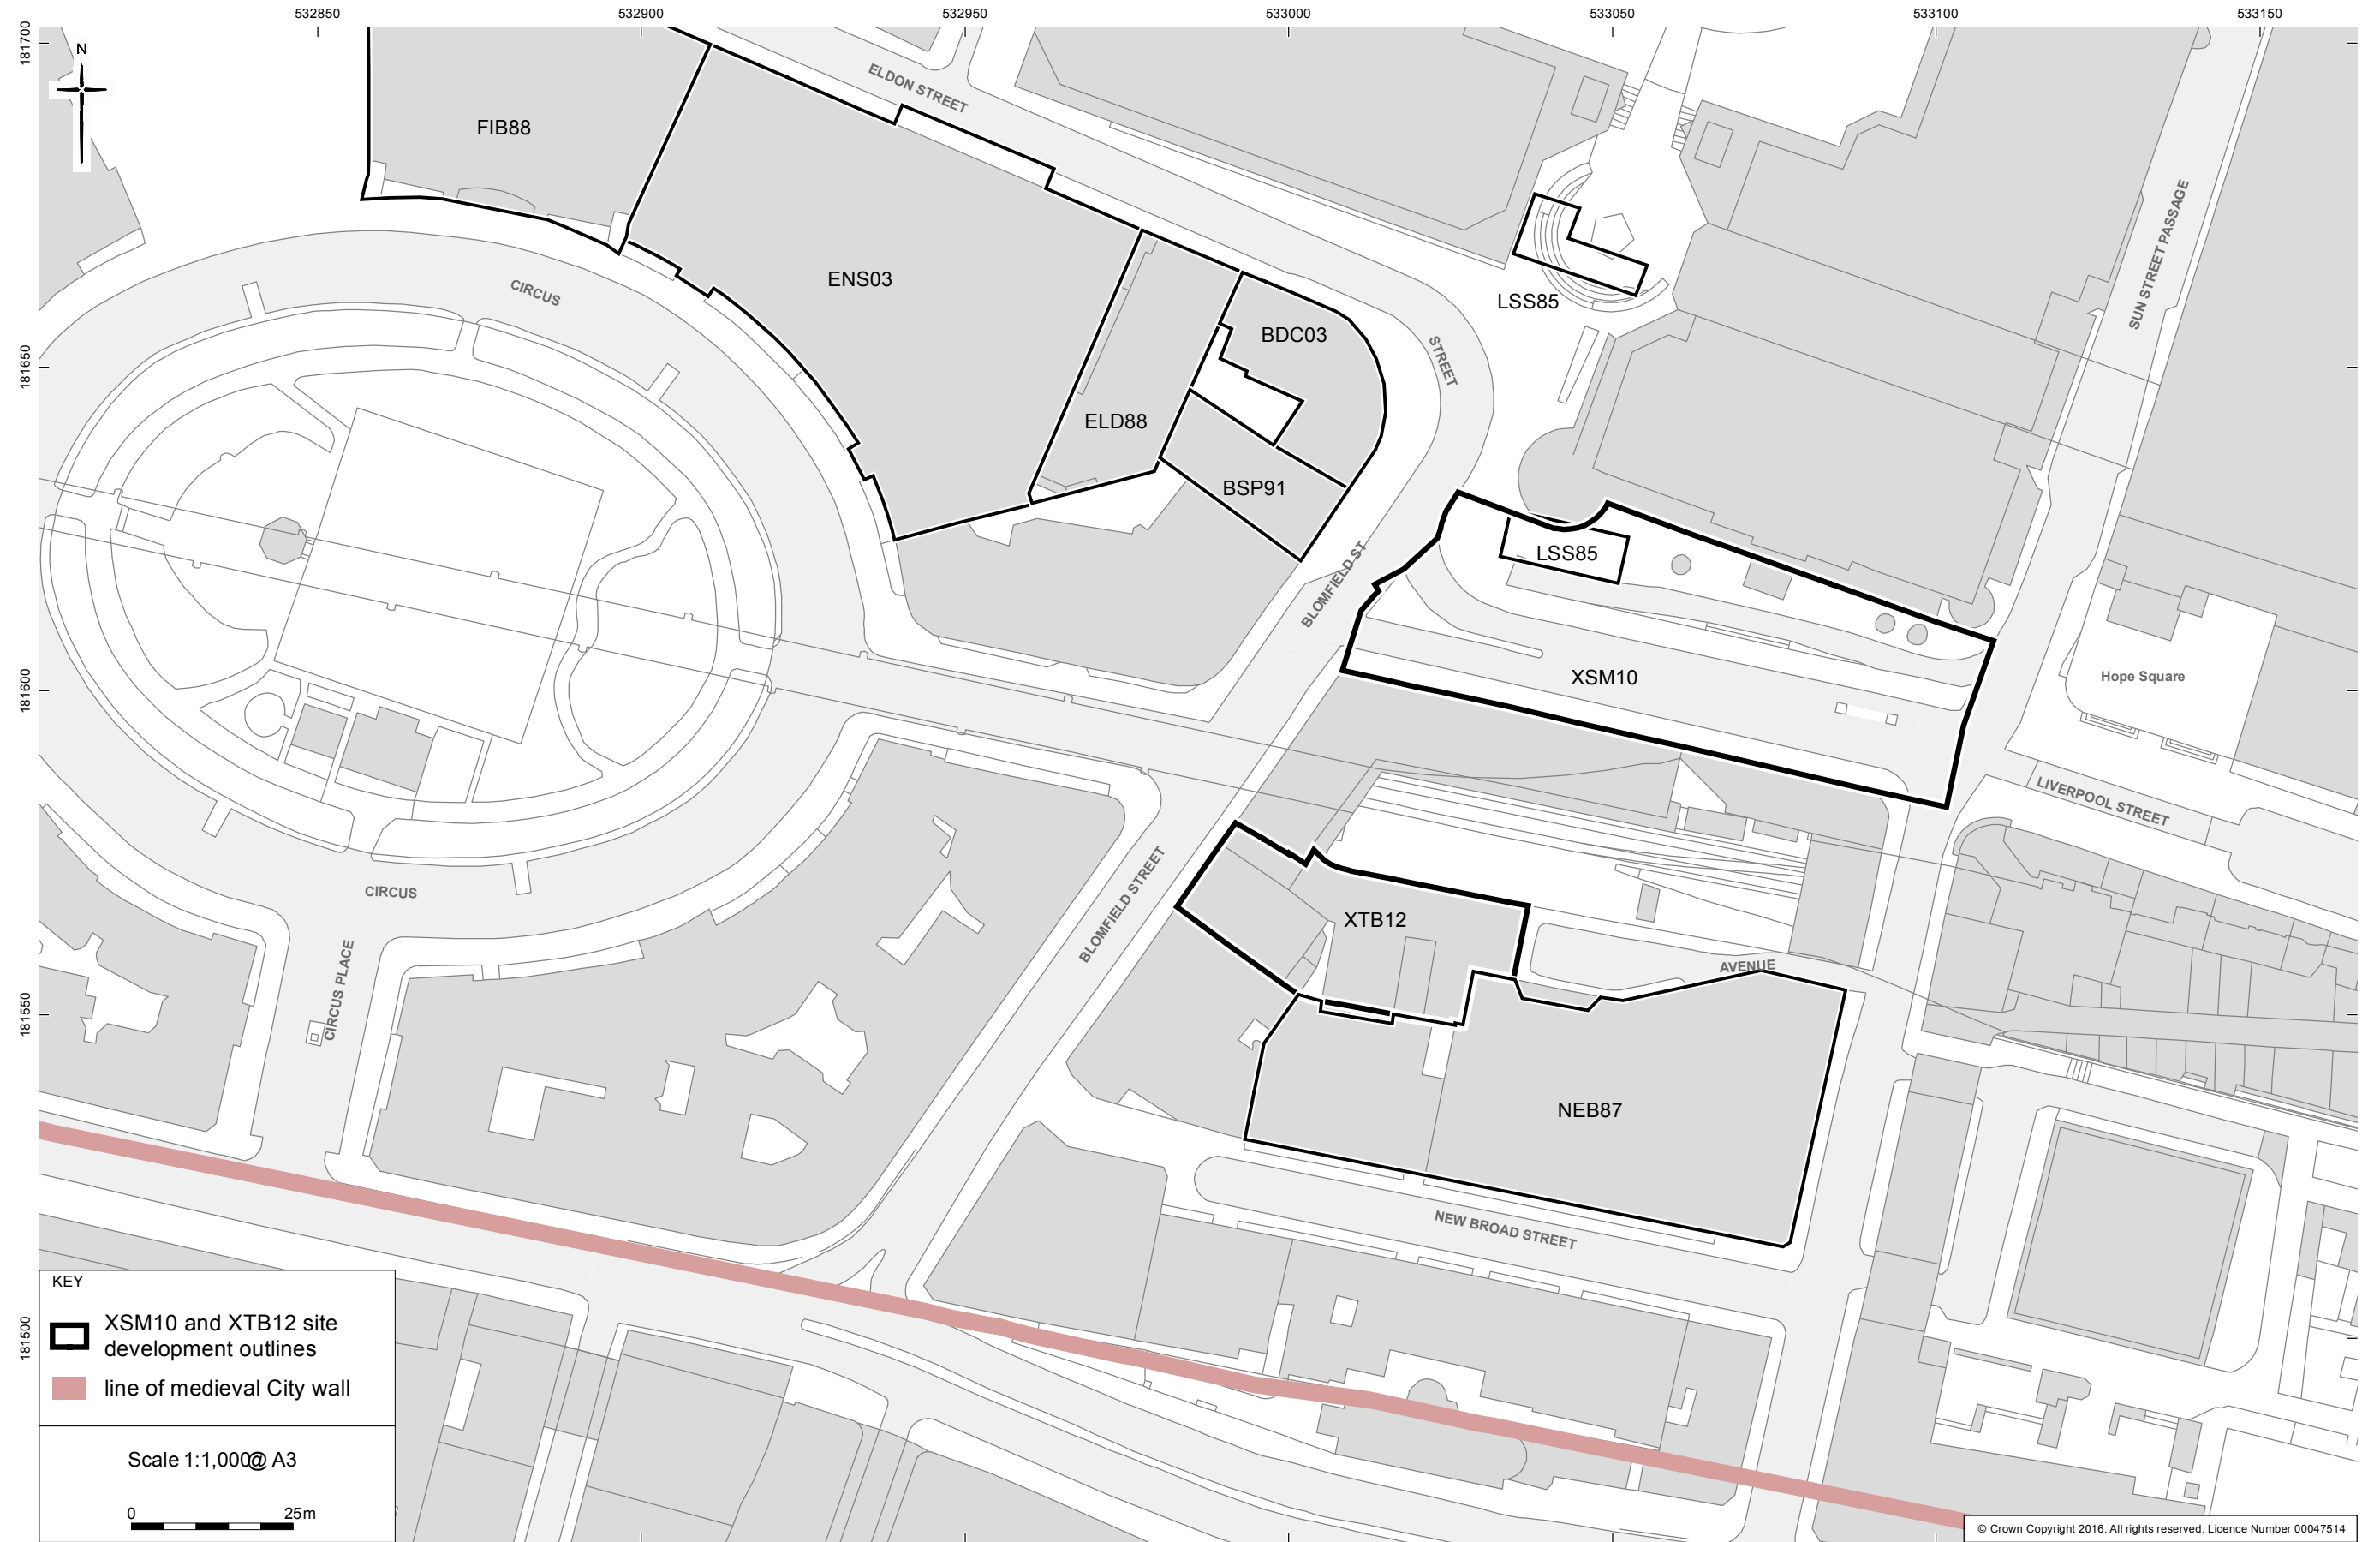 532850
532900
532950
533000
533050
533100
533150
181700
181650
181600
181550
181500
N
ELDON STREET
FIB88
ENS03
CIRCUS
ELD88
BDC03
BSP91
STREET
LSS85
SUN STREET PASSAGE
BLOMFIELD ST
LSS85
XSM10
Hope Square
LIVERPOOL STREET
CIRCUS
CIRCUS PLACE
BLOMFIELD STREET
XTB12
AVENUE
NEB87
NEW BROAD STREET
KEY
XSM10 and XTB12 site
development outlines
line of medieval City wall
Scale 1:1,000@ A3
0 25m
© Crown Copyright 2016. All rights reserved. Licence Number 00047514